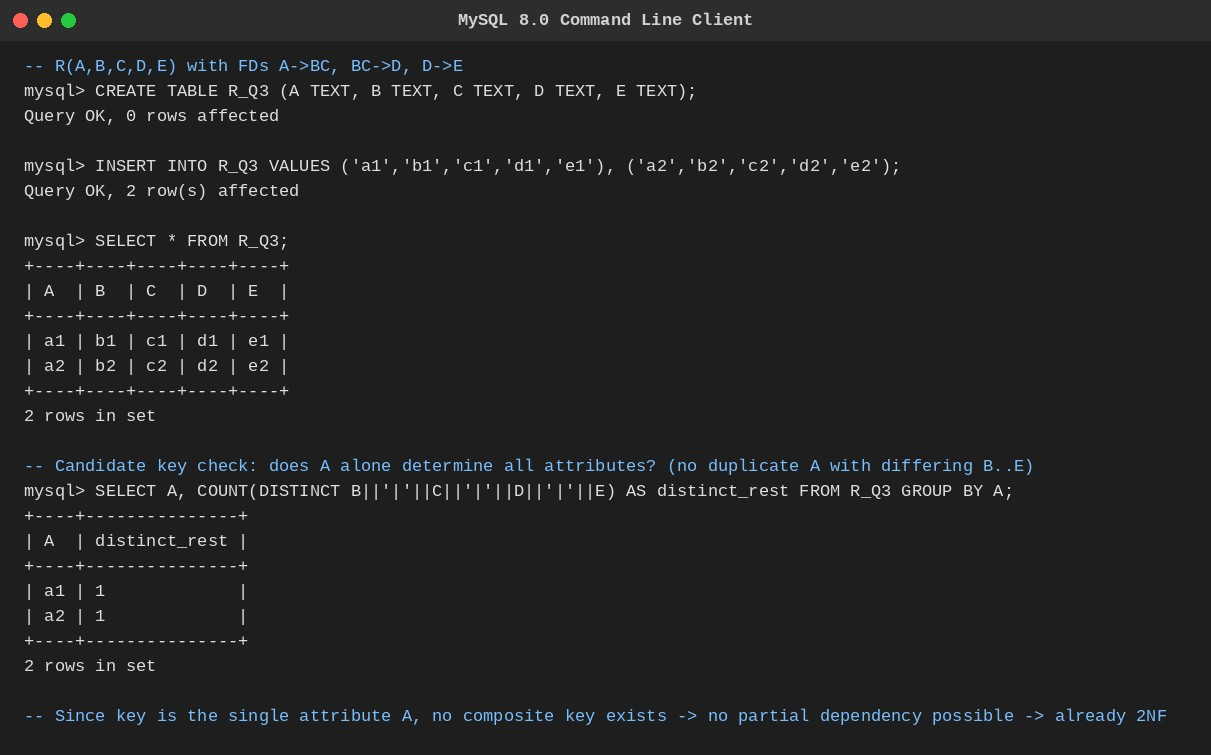 MySQL 8.0 Command Line Client
-- R(A,B,C,D,E) with FDs A->BC, BC->D, D->E
mysql> CREATE TABLE R_Q3 (A TEXT, B TEXT, C TEXT, D TEXT, E TEXT);
Query OK, 0 rows affected
mysql> INSERT INTO R_Q3 VALUES ('a1','b1','c1','d1','e1'), ('a2','b2','c2','d2','e2');
Query OK, 2 row(s) affected
mysql> SELECT * FROM R_Q3;
+----+----+----+----+----+
| A  | B  | C  | D  | E  |
+----+----+----+----+----+
| a1 | b1 | c1 | d1 | e1 |
| a2 | b2 | c2 | d2 | e2 |
+----+----+----+----+----+
2 rows in set
-- Candidate key check: does A alone determine all attributes? (no duplicate A with differing B..E)
mysql> SELECT A, COUNT(DISTINCT B||'|'||C||'|'||D||'|'||E) AS distinct_rest FROM R_Q3 GROUP BY A;
+----+---------------+
| A  | distinct_rest |
+----+---------------+
| a1 | 1             |
| a2 | 1             |
+----+---------------+
2 rows in set
-- Since key is the single attribute A, no composite key exists -> no partial dependency possible -> already 2NF